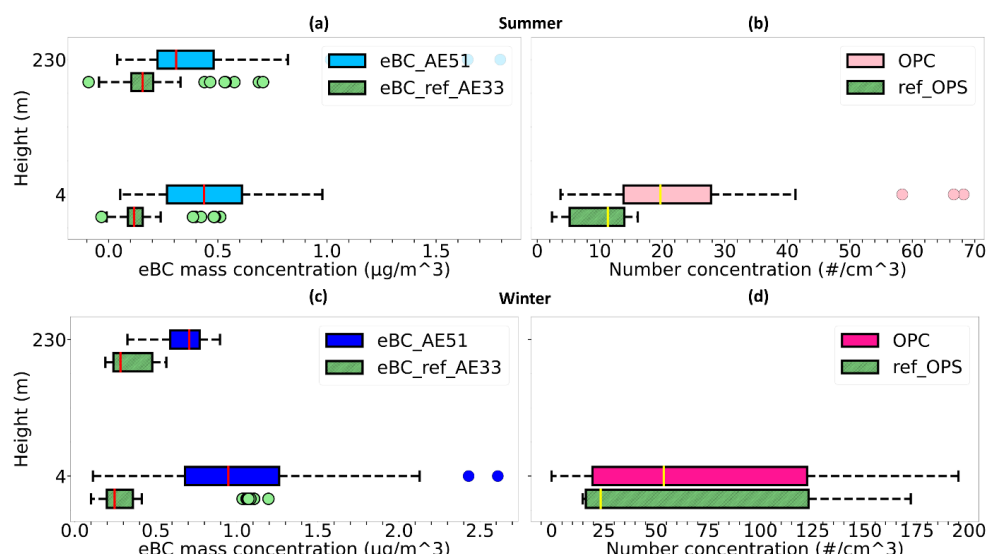 (a) Summer (b)
230
eBC_AE51
eBC_ref_AE33
OPC
ref_OPS
Height (m)
4
0.0 0.5 1.0 1.5
eBC mass concentration (μg/m^3)
0 10 20 30 40 50 60 70
Number concentration (#/cm^3)
(c) Winter (d)
230
eBC_AE51
eBC_ref_AE33
OPC
ref_OPS
Height (m)
4
0.0 0.5 1.0 1.5 2.0 2.5
eBC mass concentration (μg/m^3)
0 25 50 75 100 125 150 175 200
Number concentration (#/cm^3)